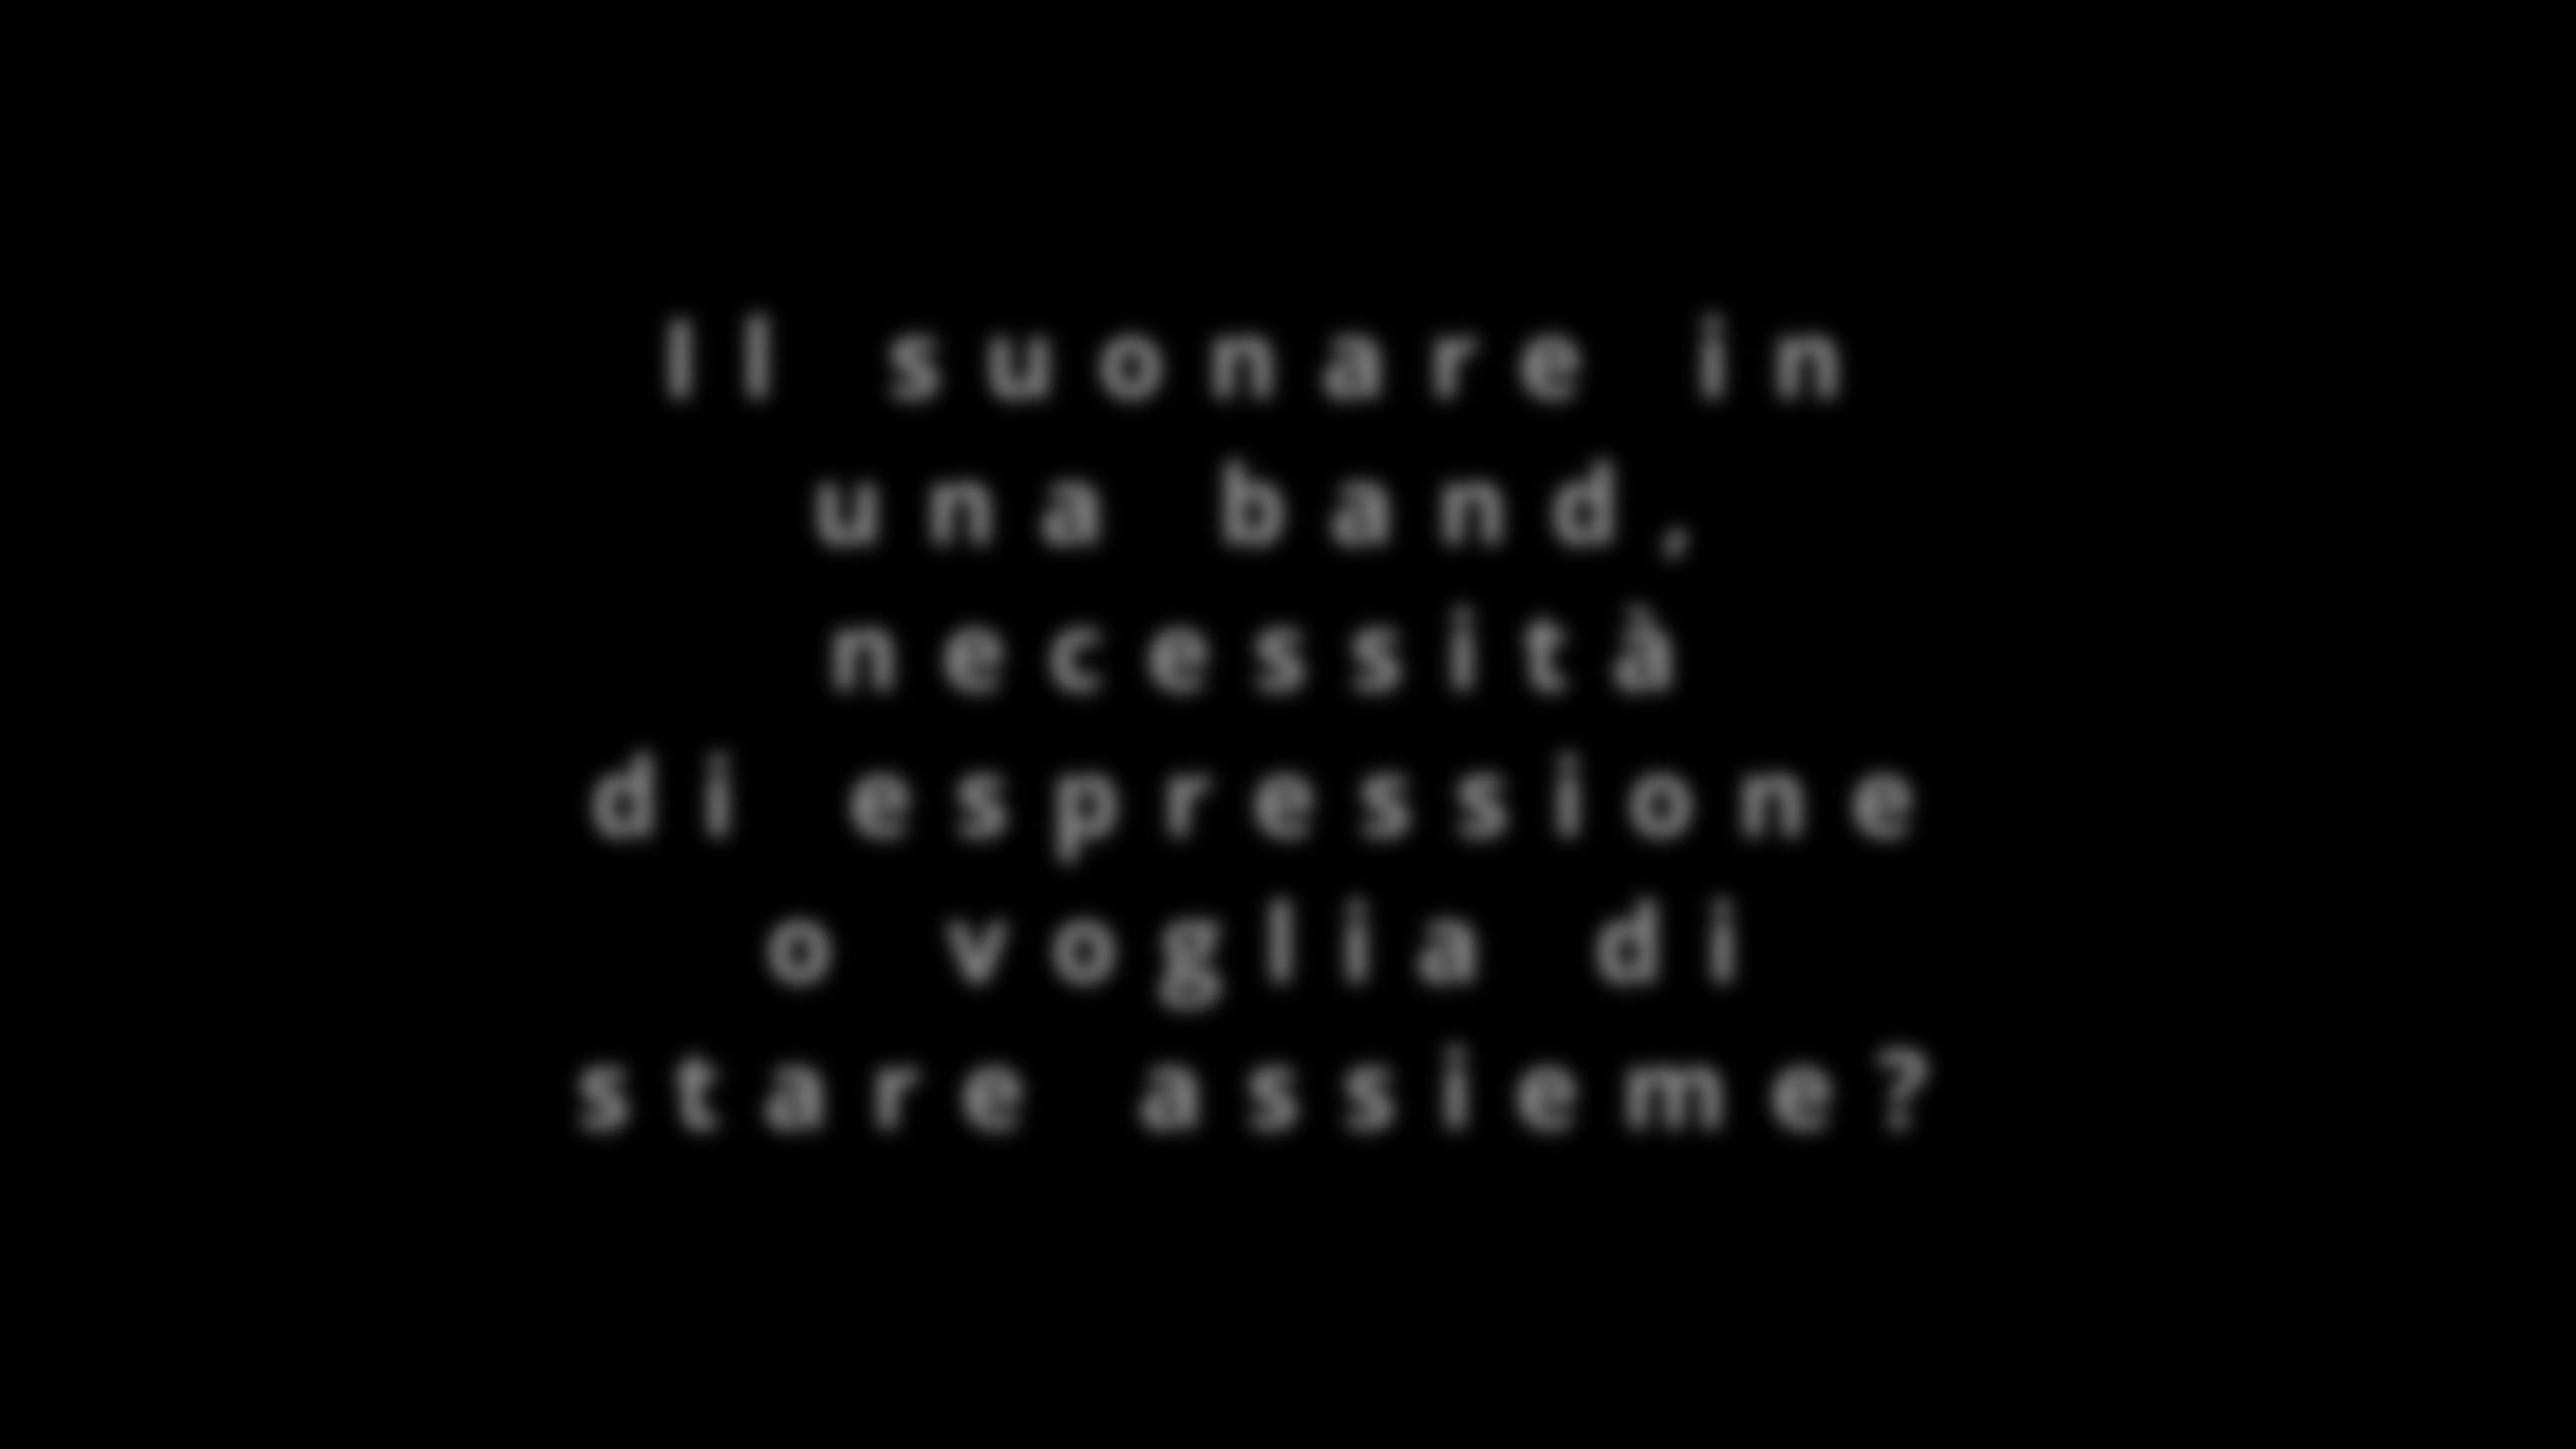 Il suonare in
una band,
necessità
di espressione
o voglia di
stare assieme?